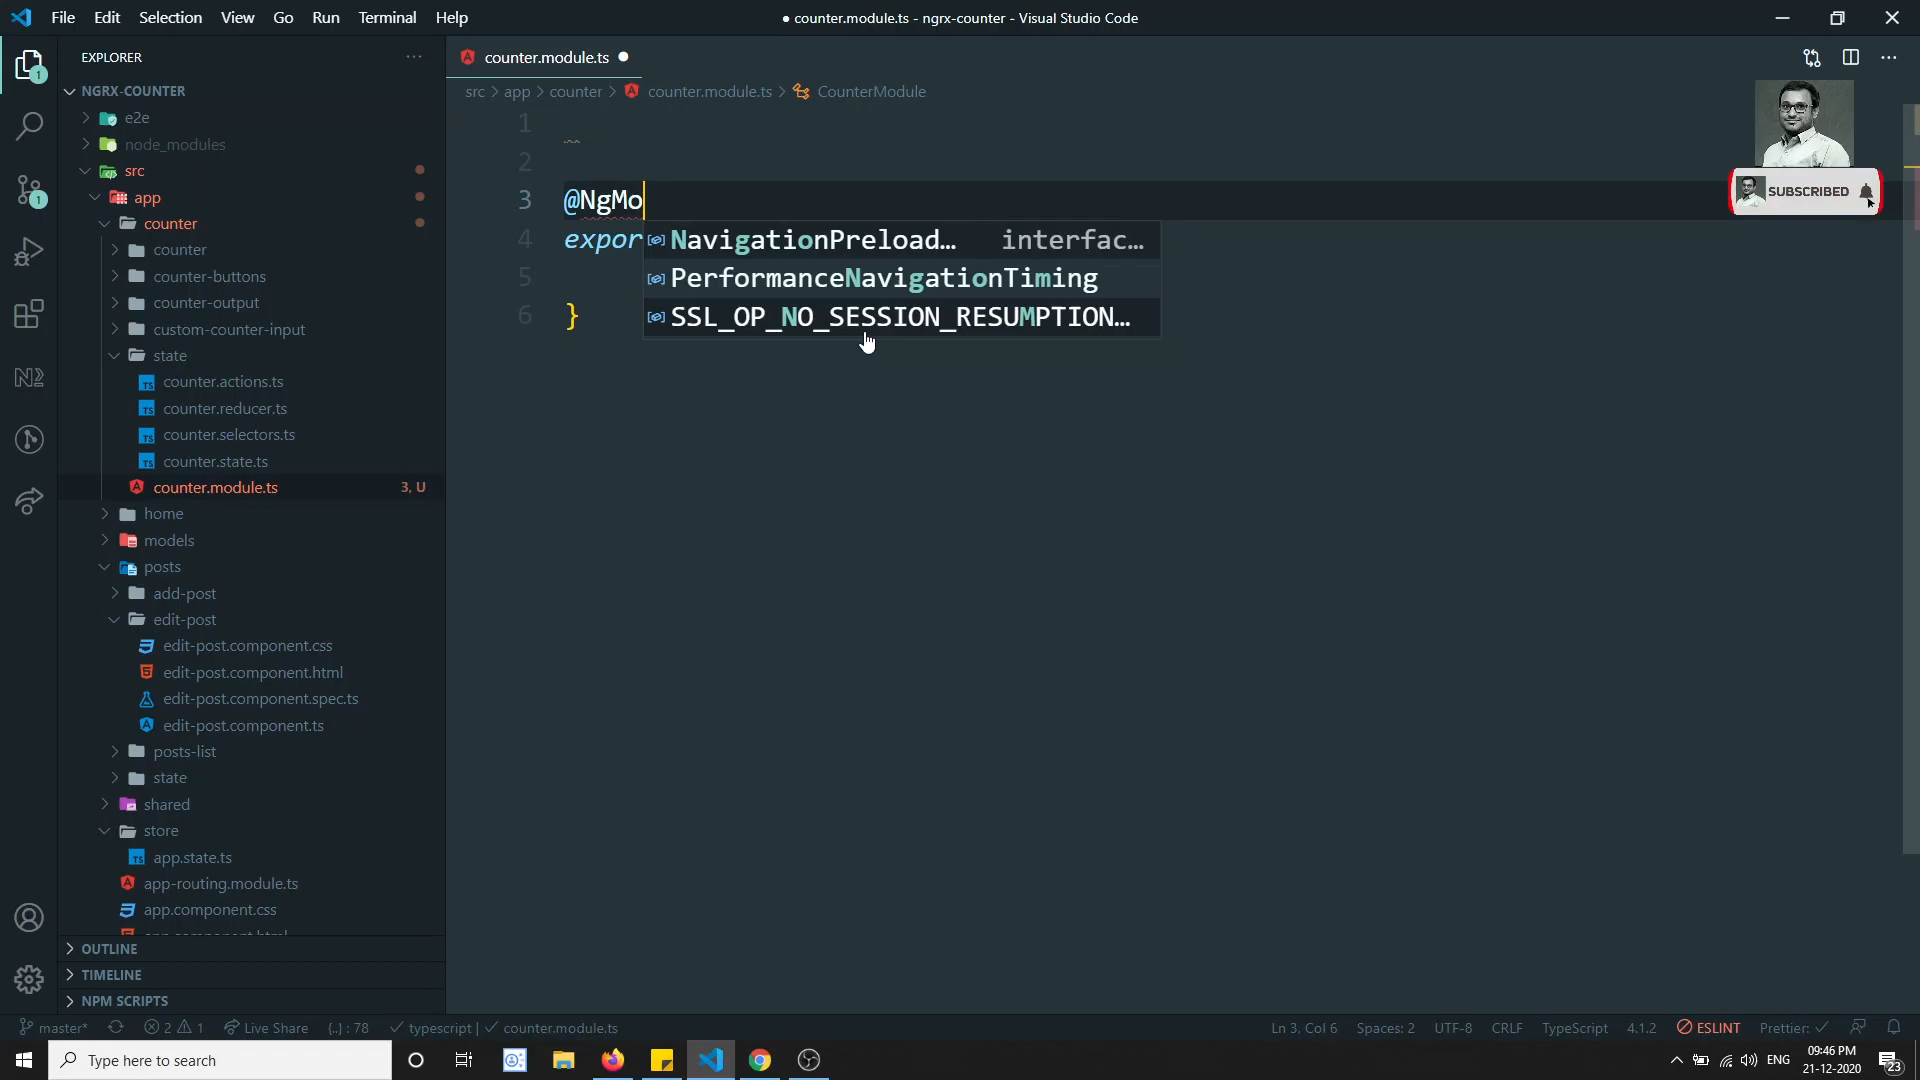 File Edit Selection View Go Run Terminal Help
● counter.module.ts - ngrx-counter - Visual Studio Code
EXPLORER
counter.module.ts
1
NGRX-COUNTER
src > app > counter > counter.module.ts > CounterModule
e2e
node_modules
src
app
counter
counter
counter-buttons
counter-output
custom-counter-input
state
counter.actions.ts
counter.reducer.ts
counter.selectors.ts
counter.state.ts
counter.module.ts 3, U
home
models
posts
add-post
edit-post
edit-post.component.css
edit-post.component.html
edit-post.component.spec.ts
edit-post.component.ts
posts-list
state
shared
store
app.state.ts
app-routing.module.ts
app.component.css
OUTLINE
TIMELINE
NPM SCRIPTS
1
1
2
3 @NgMo
4 expor
5
6 }
NavigationPreload… interfac…
PerformanceNavigationTiming
SSL_OP_NO_SESSION_RESUMPTION…
SUBSCRIBED
master* 2 1 Live Share {..} : 78 typescript | counter.module.ts
Ln 3, Col 6 Spaces: 2 UTF-8 CRLF TypeScript 4.1.2 ESLINT Prettier:
Type here to search
ENG
09:46 PM
21-12-2020
23